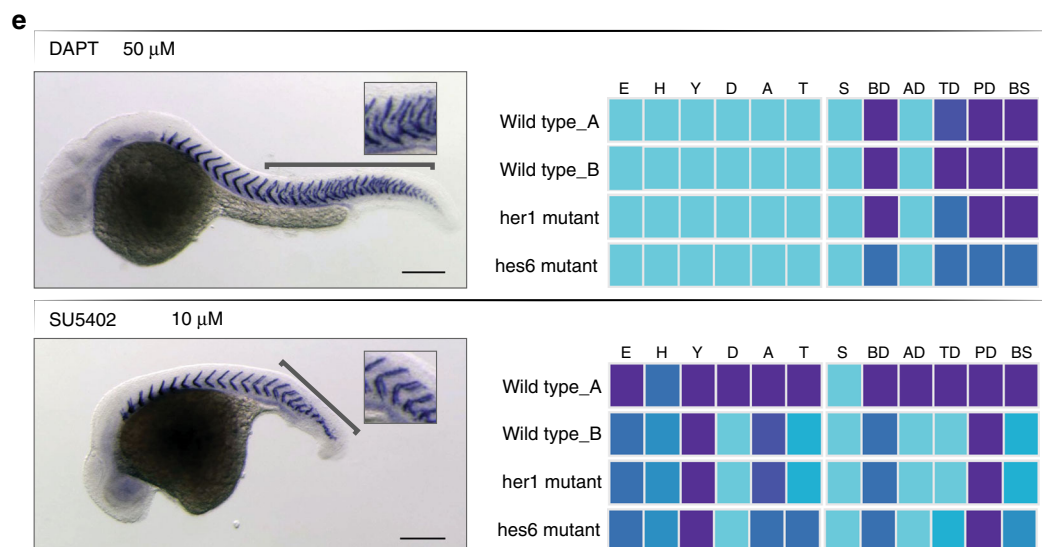 e
DAPT 50 μM
E H Y D A T S BD AD TD PD BS
Wild type_A
Wild type_B
her1 mutant
hes6 mutant
SU5402 10 μM
E H Y D A T S BD AD TD PD BS
Wild type_A
Wild type_B
her1 mutant
hes6 mutant